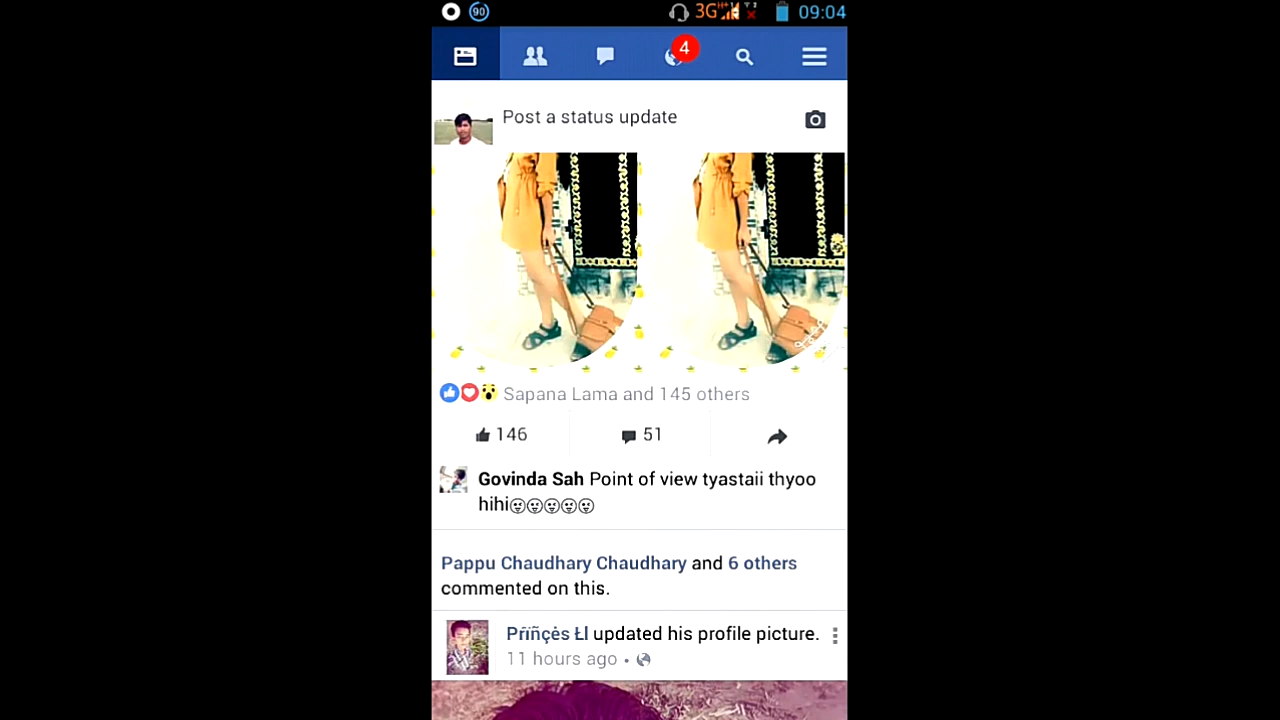 90 3G H+ 09:04
4
Post a status update
Sapana Lama and 145 others
146 51
Govinda Sah Point of view tyastaii thyoo
hihi😜😜😜😜😜
Pappu Chaudhary Chaudhary and 6 others
commented on this.
Přïñçės Łl updated his profile picture.
11 hours ago •